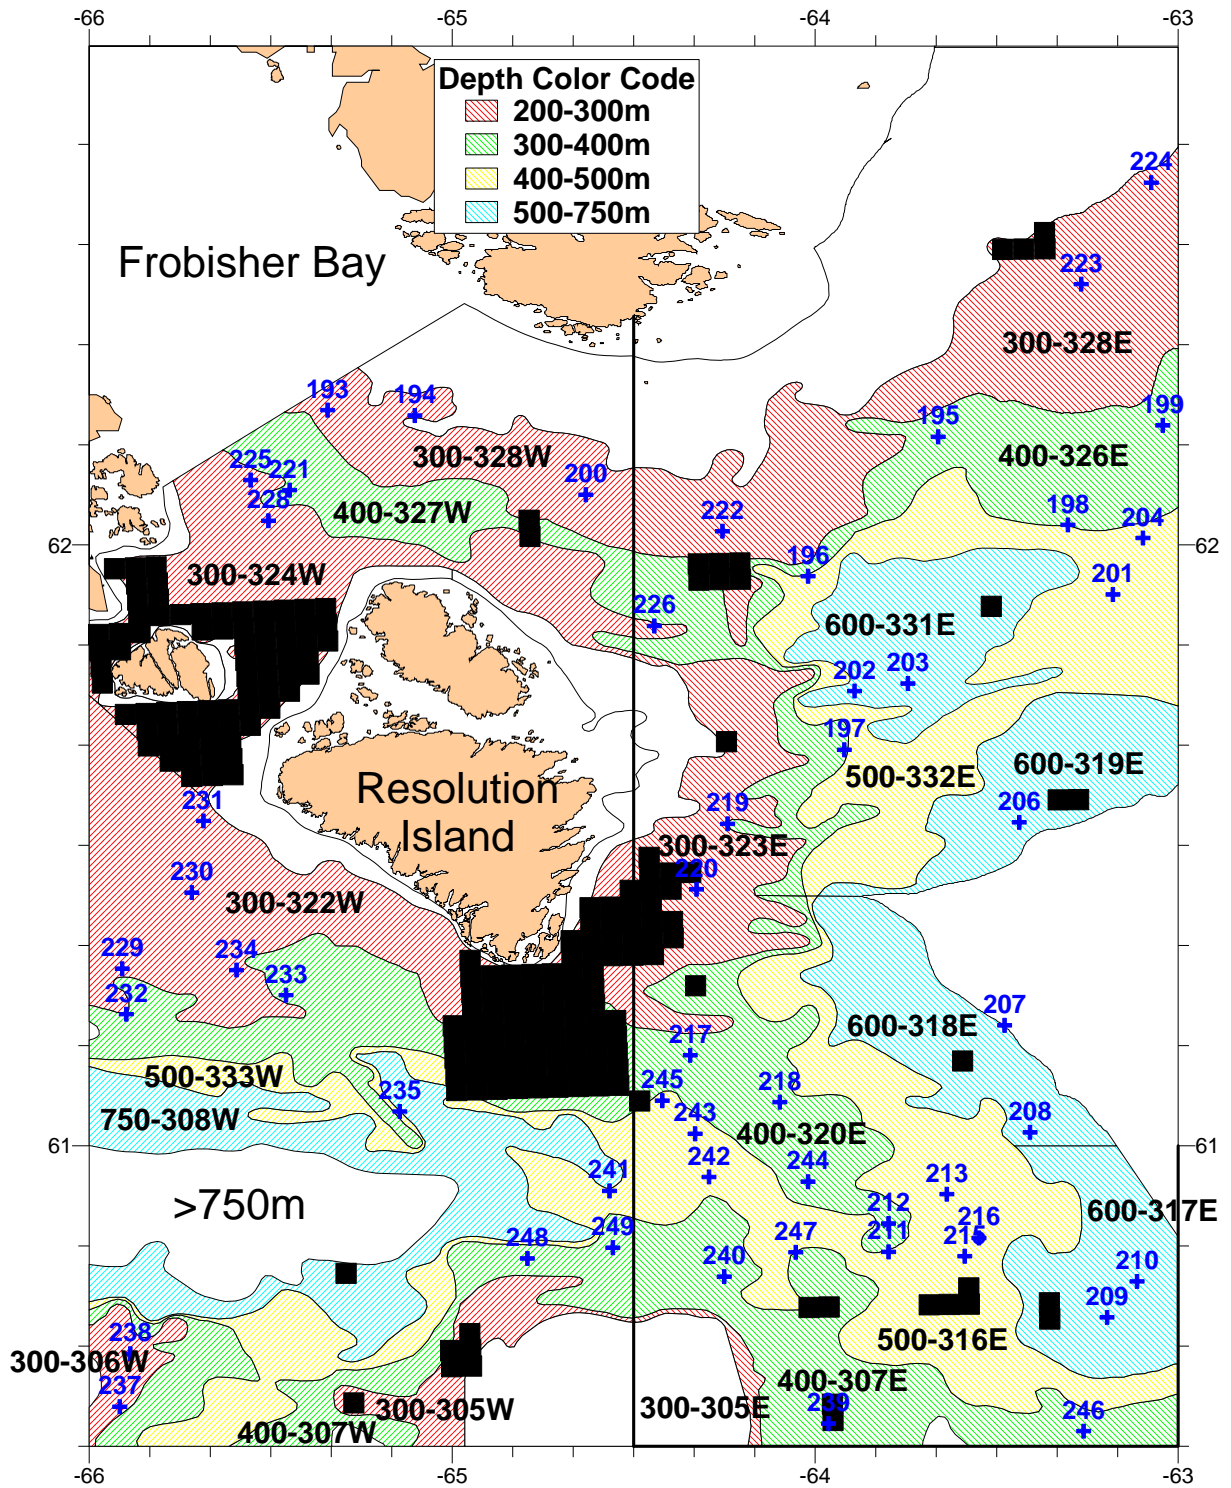 -66 -65 -64 -63
Depth Color Code
200-300m
300-400m
400-500m
500-750m
224
Frobisher Bay
223
300-328E
193
194
195
199
300-328W
400-326E
225
221
200
228
400-327W
222
198
204
62
62
196
300-324W
201
226
600-331E
202
203
197
600-319E
500-332E
Resolution
Island
231
219
206
300-323E
230
220
300-322W
229
234
233
232
207
600-318E
217
500-333W
235
245
218
750-308W
243
208
400-320E
61
61
241
242
244
213
>750m
212
216
600-317E
248
249
247
211
215
240
210
209
238
500-316E
300-306W
237
400-307E
300-305W
300-305E
239
246
400-307W
-66 -65 -64 -63